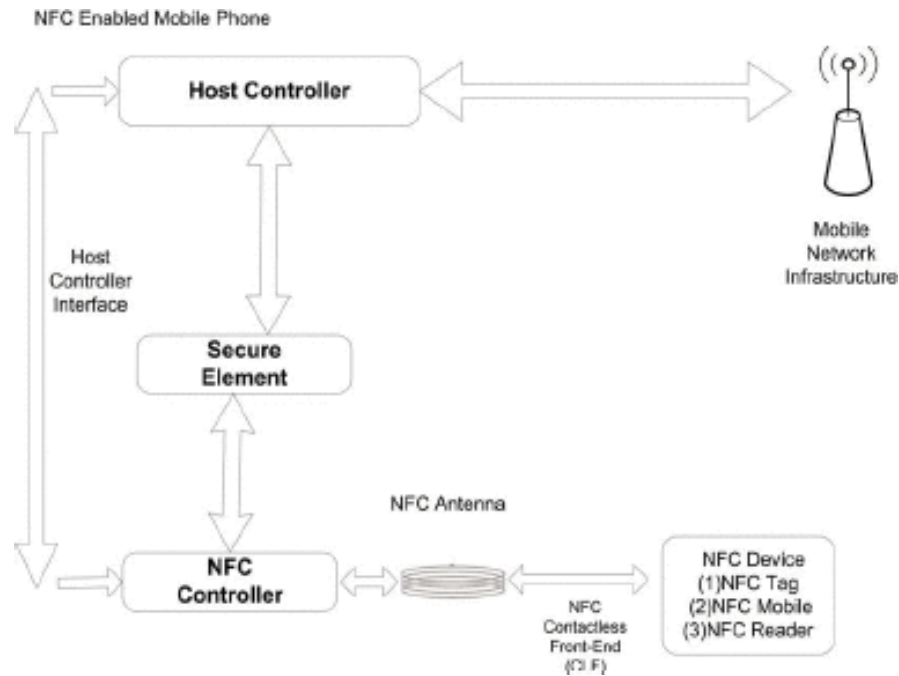 NFC Enabled Mobile Phone
Host Controller
Mobile
Network
Infrastructure
Host
Controller
Interface
Secure
Element
NFC Antenna
NFC
Controller
NFC
Contactless
Front-End
(CLF)
NFC Device
(1)NFC Tag
(2)NFC Mobile
(3)NFC Reader